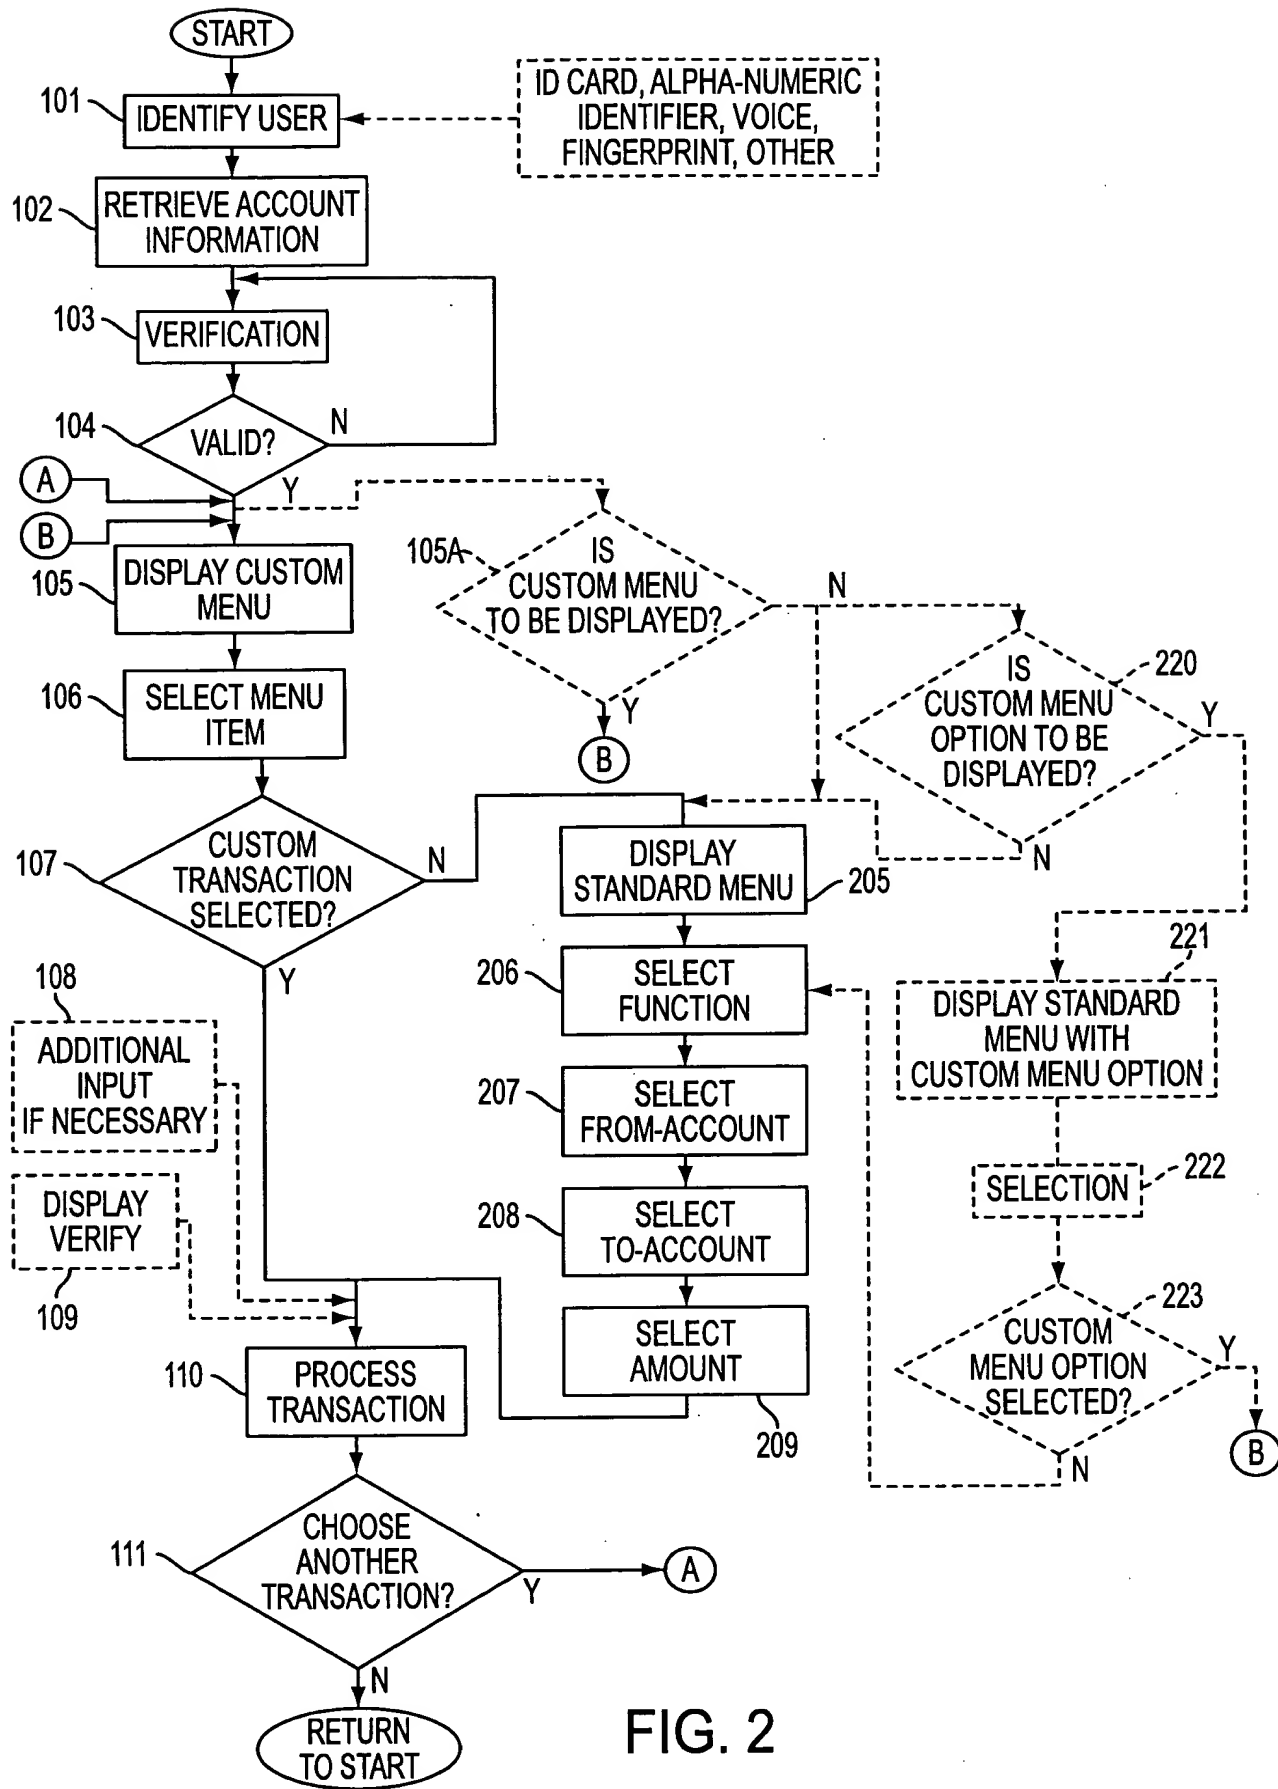 START
101
IDENTIFY USER
ID CARD, ALPHA-NUMERIC
IDENTIFIER, VOICE,
FINGERPRINT, OTHER
102
RETRIEVE ACCOUNT
INFORMATION
103
VERIFICATION
104
VALID?
N
Y
A
B
105
DISPLAY CUSTOM
MENU
105A
IS
CUSTOM MENU
TO BE DISPLAYED?
N
Y
B
220
IS
CUSTOM MENU
OPTION TO BE
DISPLAYED?
Y
N
106
SELECT MENU
ITEM
107
CUSTOM
TRANSACTION
SELECTED?
N
Y
DISPLAY
STANDARD MENU
205
206
SELECT
FUNCTION
207
SELECT
FROM-ACCOUNT
208
SELECT
TO-ACCOUNT
SELECT
AMOUNT
209
221
DISPLAY STANDARD
MENU WITH
CUSTOM MENU OPTION
SELECTION
222
223
CUSTOM
MENU OPTION
SELECTED?
Y
N
B
108
ADDITIONAL
INPUT
IF NECESSARY
DISPLAY
VERIFY
109
110
PROCESS
TRANSACTION
111
CHOOSE
ANOTHER
TRANSACTION?
Y
A
N
RETURN
TO START
FIG. 2